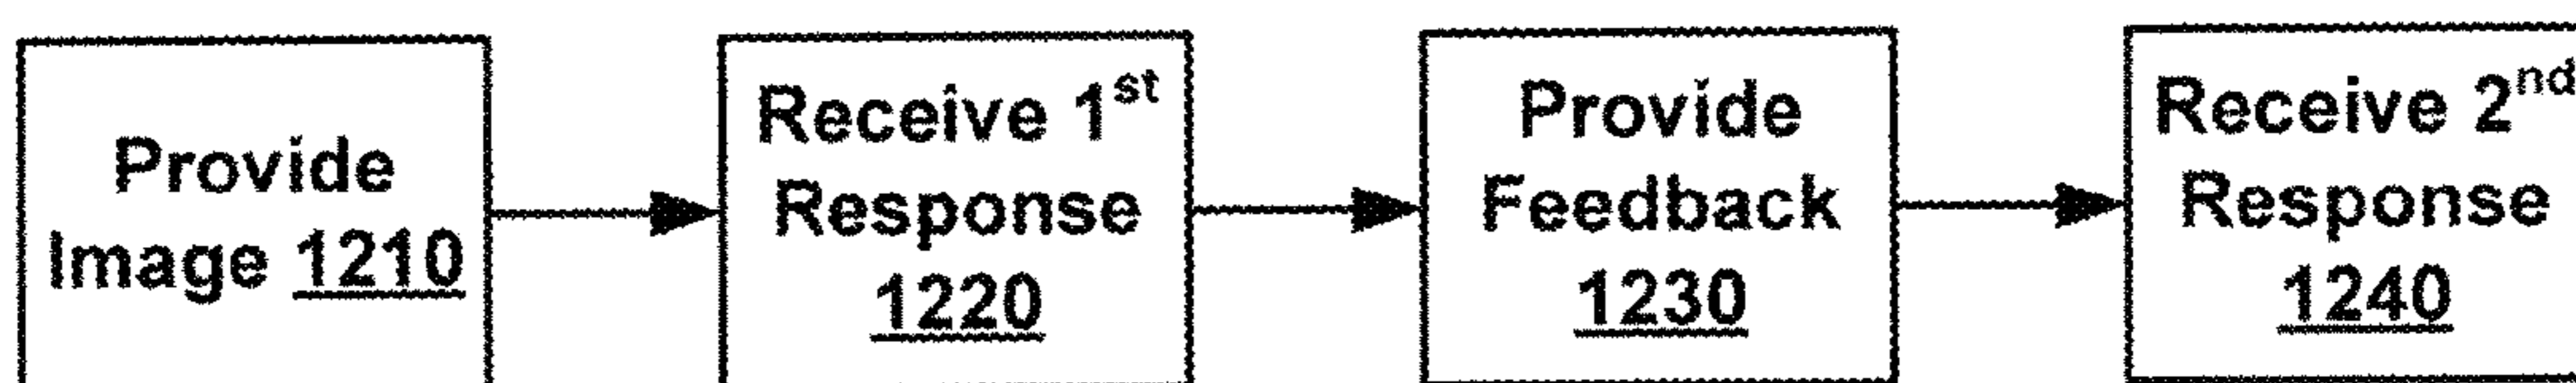 Provide
Image 1210
Receive 1st
Response
1220
Provide
Feedback
1230
Receive 2nd
Response
1240